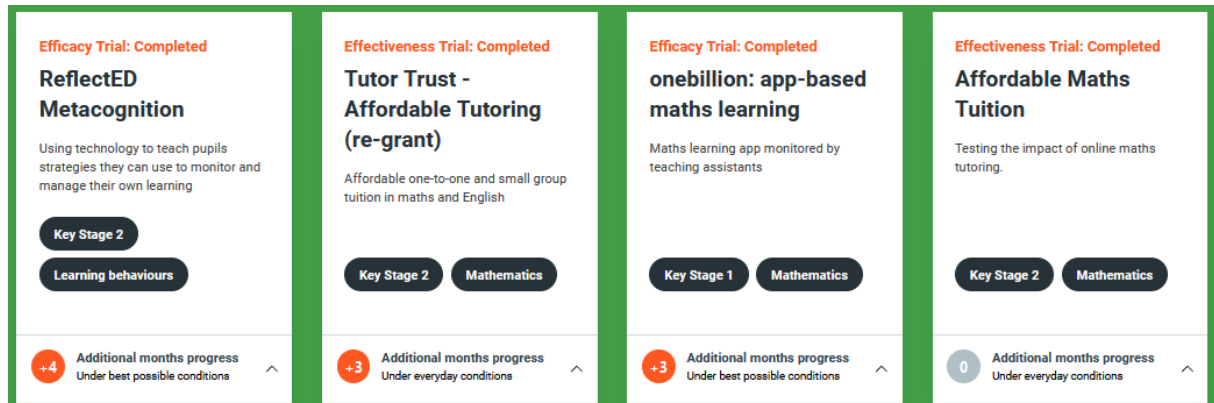 Efficacy Trial: Completed
ReflectED
Metacognition
Using technology to teach pupils
strategies they can use to monitor and
manage their own learning
Key Stage 2
Learning behaviours
+4
Additional months progress
Under best possible conditions
Effectiveness Trial: Completed
Tutor Trust -
Affordable Tutoring
(re-grant)
Affordable one-to-one and small group
tuition in maths and English
Key Stage 2
Mathematics
+3
Additional months progress
Under everyday conditions
Efficacy Trial: Completed
onebillion: app-based
maths learning
Maths learning app monitored by
teaching assistants
Key Stage 1
Mathematics
+3
Additional months progress
Under best possible conditions
Effectiveness Trial: Completed
Affordable Maths
Tuition
Testing the impact of online maths
tutoring.
Key Stage 2
Mathematics
0
Additional months progress
Under everyday conditions